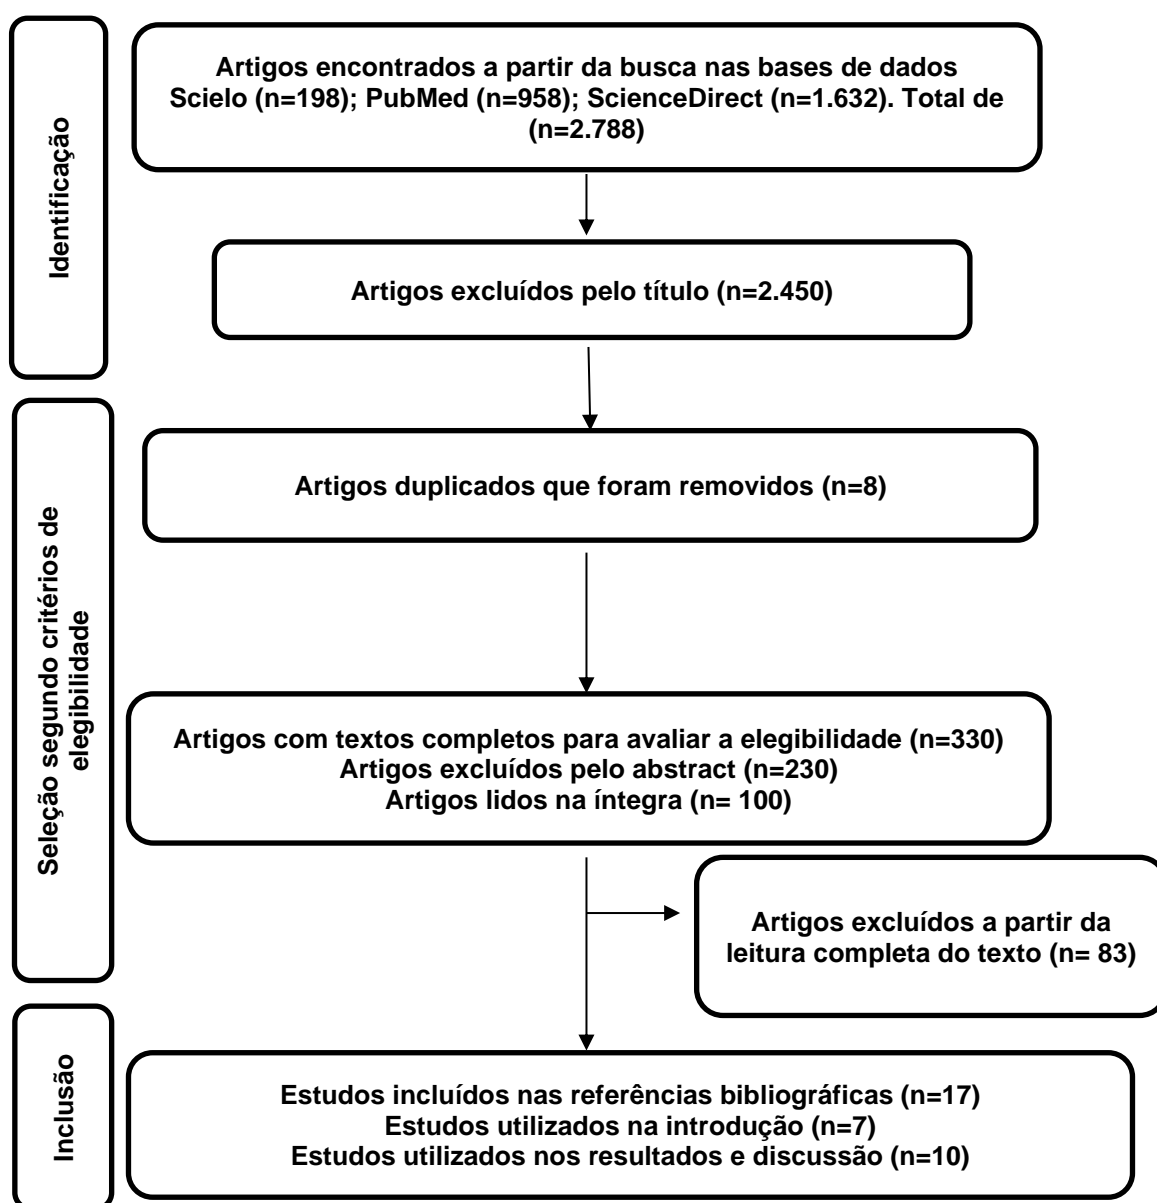 Identificação
Artigos encontrados a partir da busca nas bases de dados
Scielo (n=198); PubMed (n=958); ScienceDirect (n=1.632). Total de
(n=2.788)
Artigos excluídos pelo título (n=2.450)
Seleção segundo critérios de
elegibilidade
Artigos duplicados que foram removidos (n=8)
Artigos com textos completos para avaliar a elegibilidade (n=330)
Artigos excluídos pelo abstract (n=230)
Artigos lidos na íntegra (n= 100)
Artigos excluídos a partir da
leitura completa do texto (n= 83)
Inclusão
Estudos incluídos nas referências bibliográficas (n=17)
Estudos utilizados na introdução (n=7)
Estudos utilizados nos resultados e discussão (n=10)